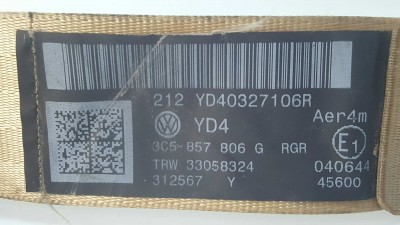 212 YD40327106R
YD4 Aer4m
E1
3C5-857 806 G RGR
TRW 33058324 040644
312567 Y 45600